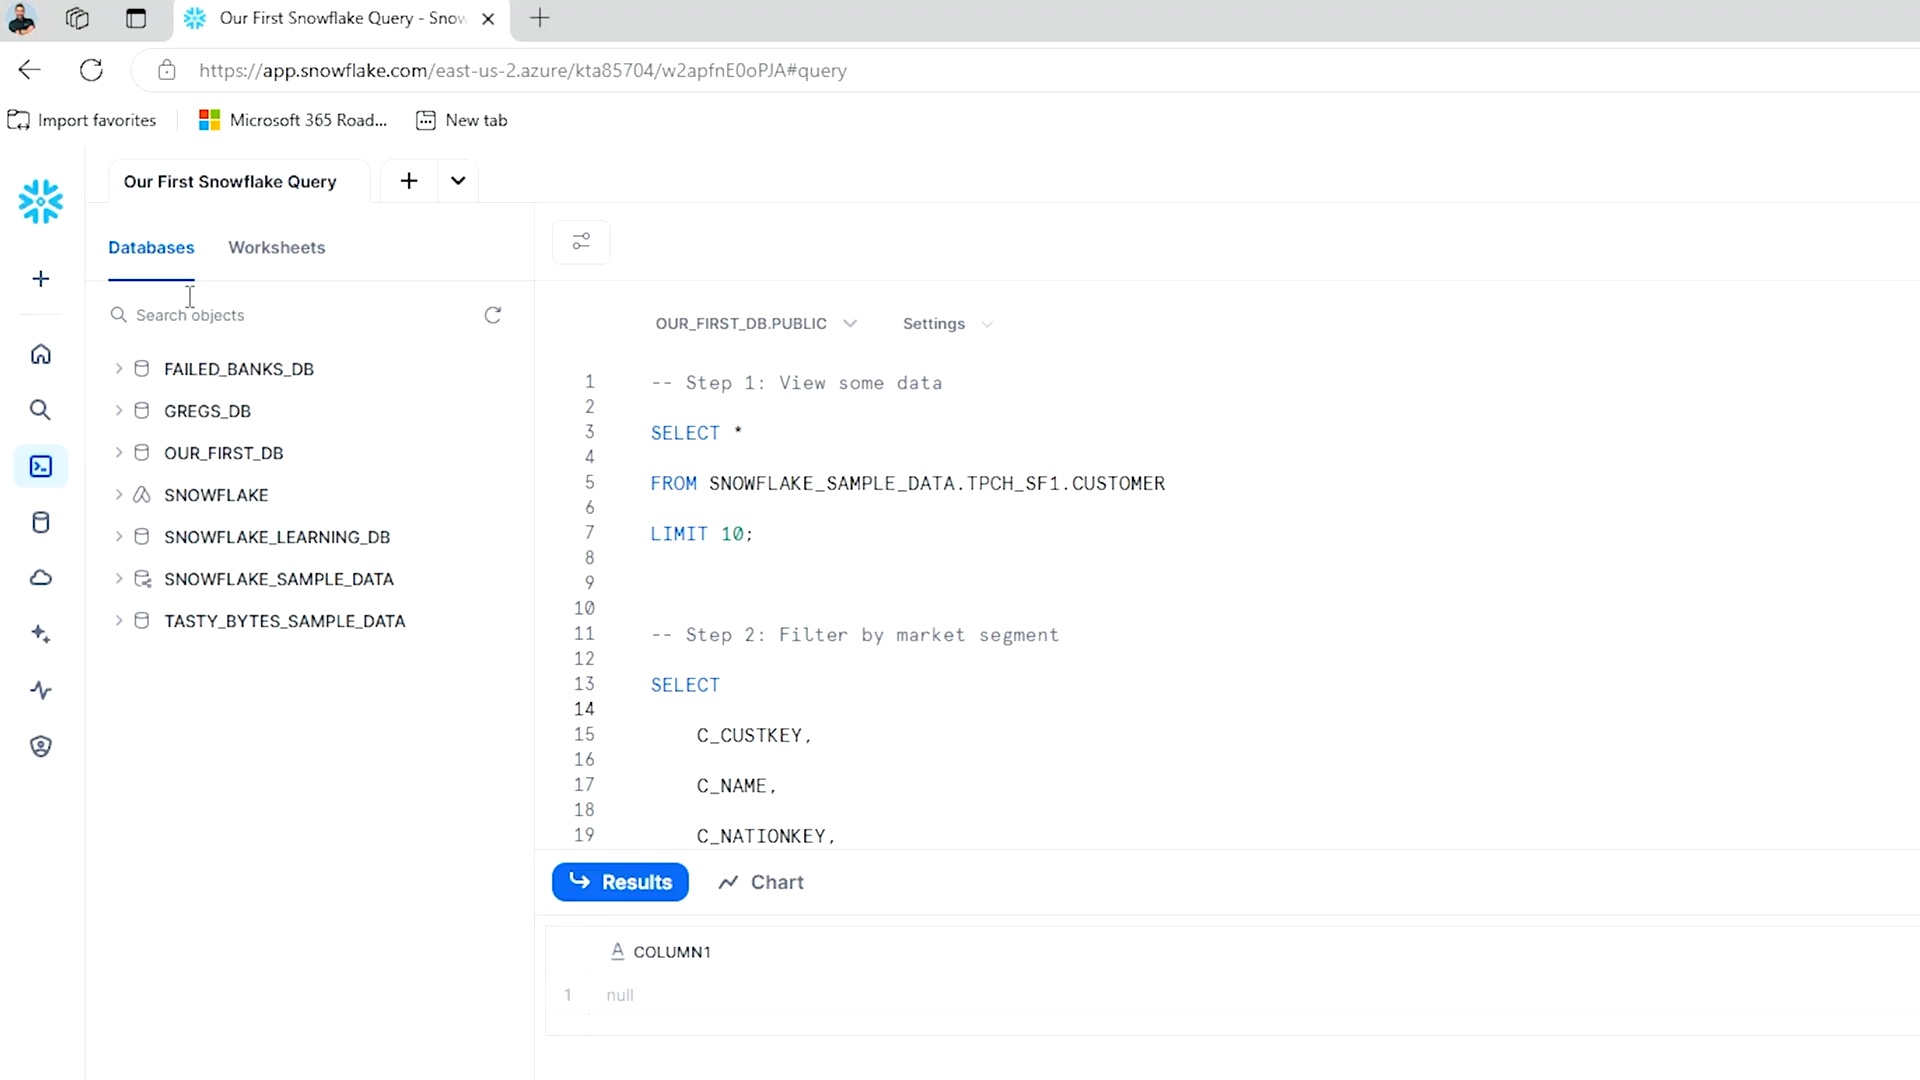 Our First Snowflake Query - Snow
https://app.snowflake.com/east-us-2.azure/kta85704/w2apfnE0oPJA#query
Import favorites
Microsoft 365 Road...
New tab
Our First Snowflake Query
Databases
Worksheets
Search objects
FAILED_BANKS_DB
GREGS_DB
OUR_FIRST_DB
SNOWFLAKE
SNOWFLAKE_LEARNING_DB
SNOWFLAKE_SAMPLE_DATA
TASTY_BYTES_SAMPLE_DATA
OUR_FIRST_DB.PUBLIC
Settings
1 -- Step 1: View some data
2
3 SELECT *
4
5 FROM SNOWFLAKE_SAMPLE_DATA.TPCH_SF1.CUSTOMER
6
7 LIMIT 10;
8
9
10
11 -- Step 2: Filter by market segment
12
13 SELECT
14
15 C_CUSTKEY,
16
17 C_NAME,
18
19 C_NATIONKEY,
Results
Chart
A COLUMN1
1 null